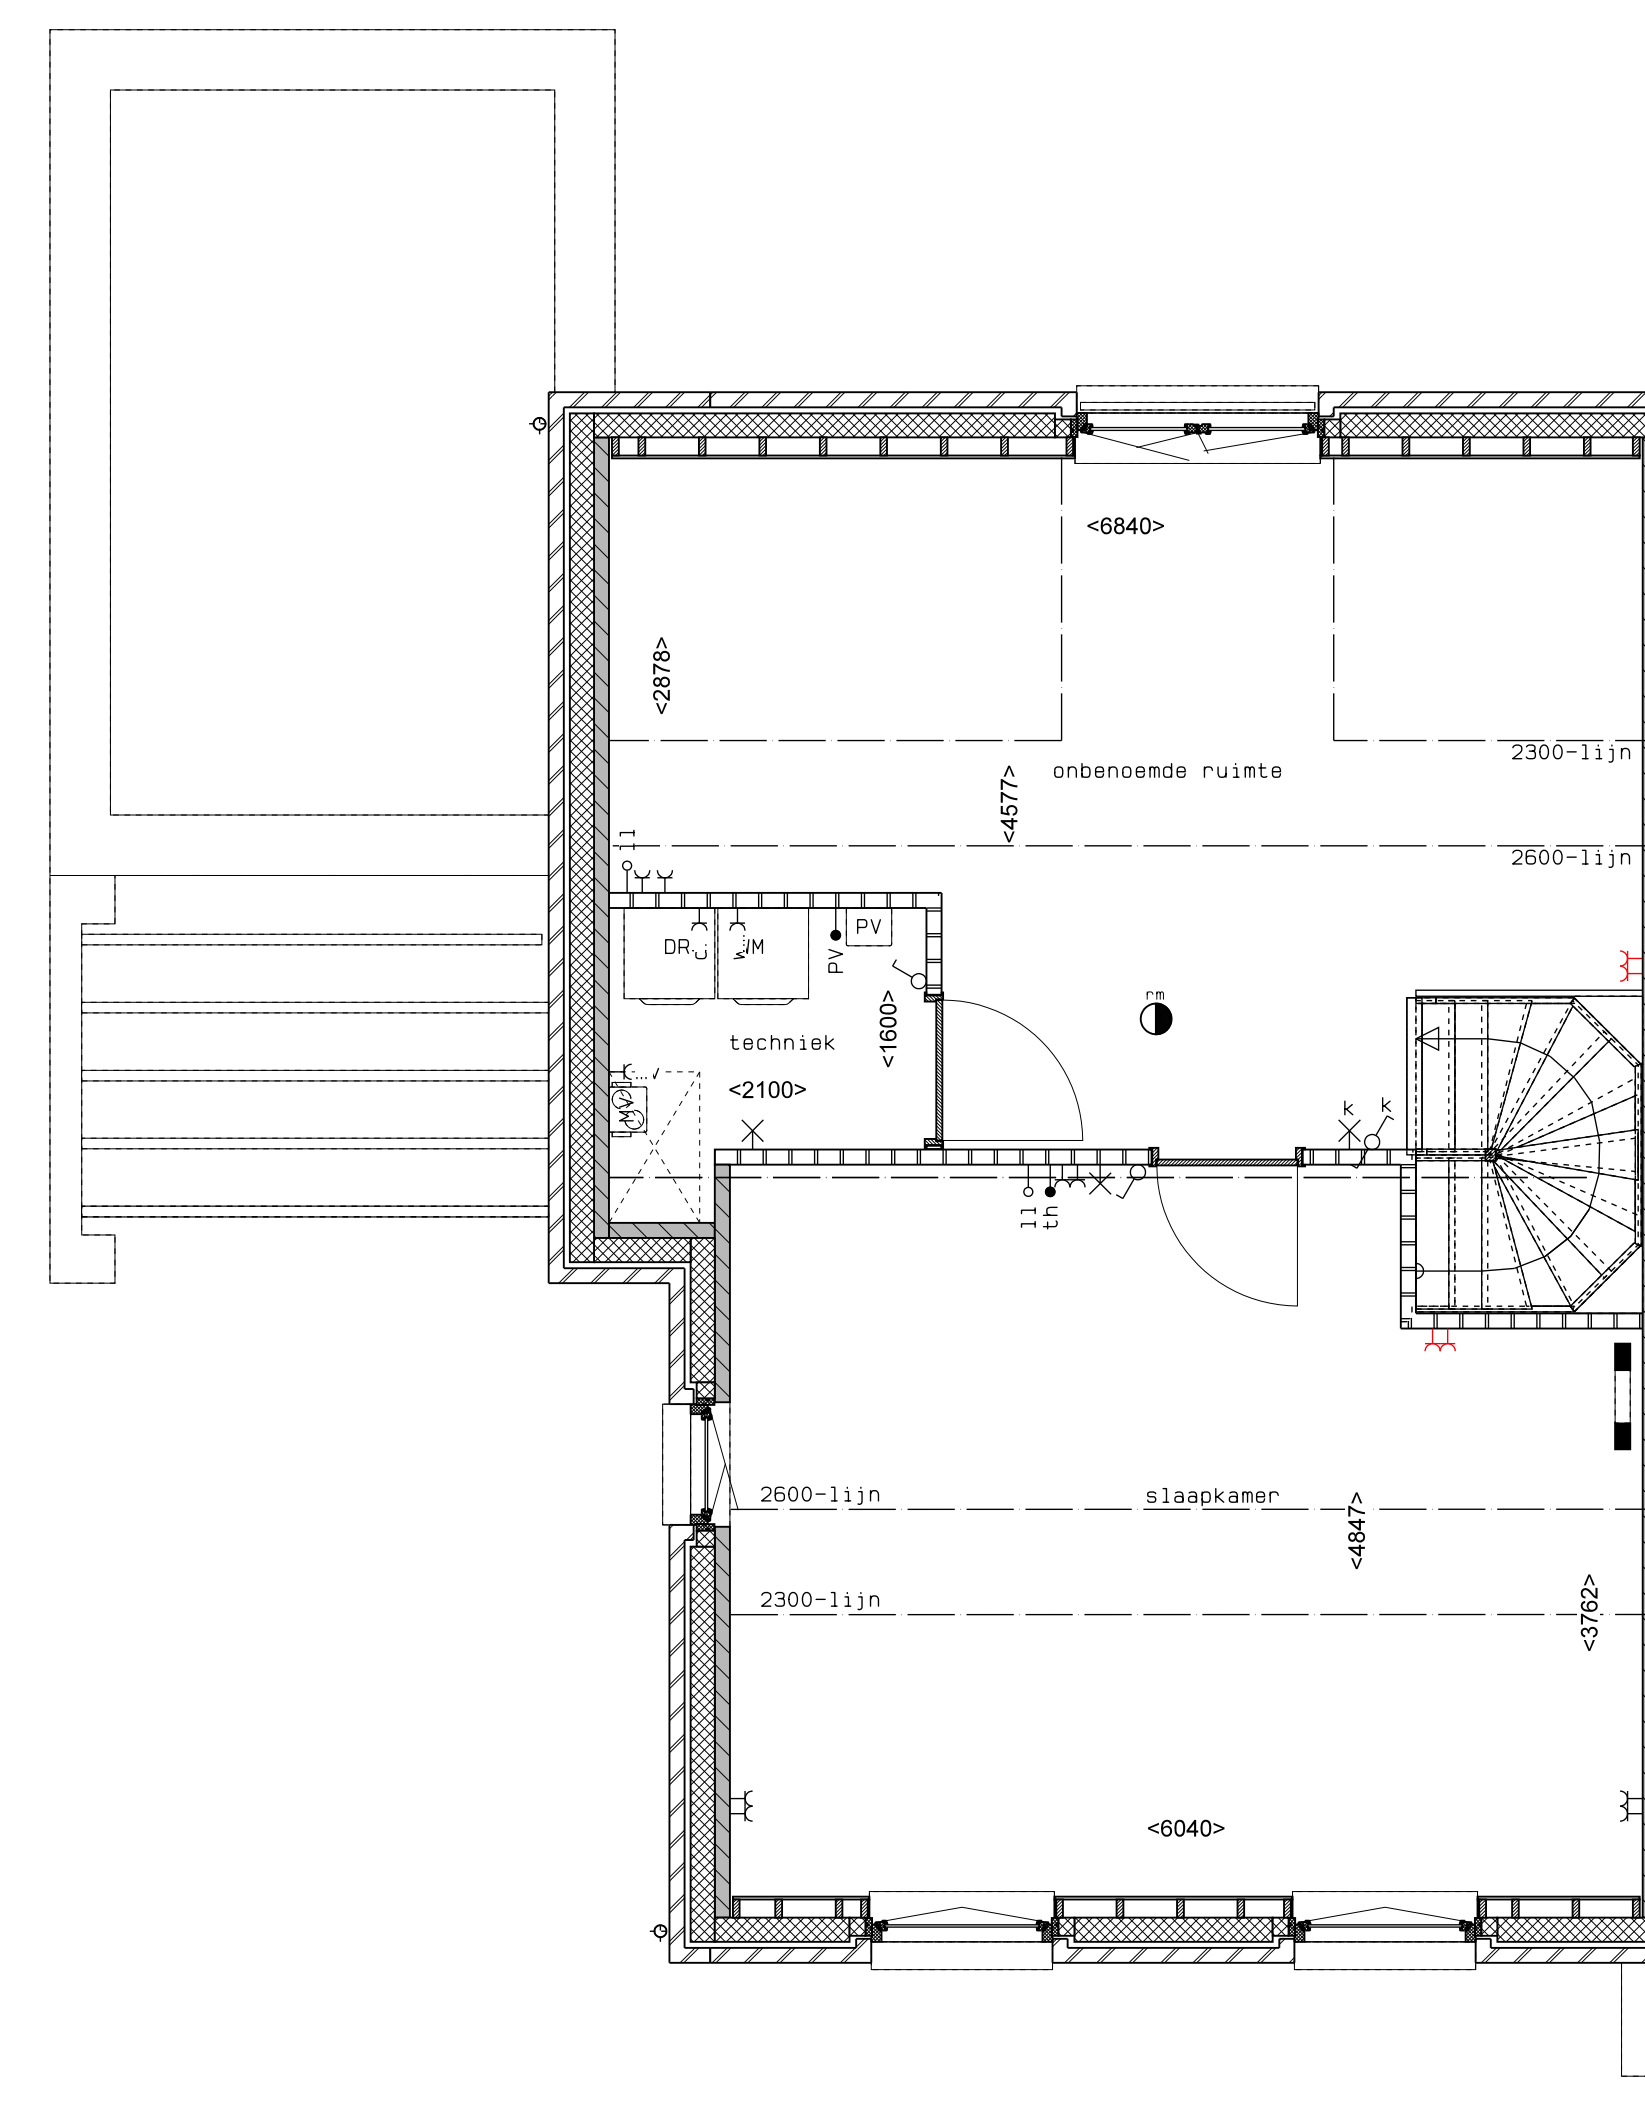 <6840>
<2878>
2300-lijn
onbenoemde ruimte
<4577>
2600-lijn
ll
PV
DR
WM
PV
rm
<1600>
techniek
<2100>
MV
k
k
ll
th
2600-lijn
slaapkamer
<4847>
2300-lijn
<3762>
<6040>